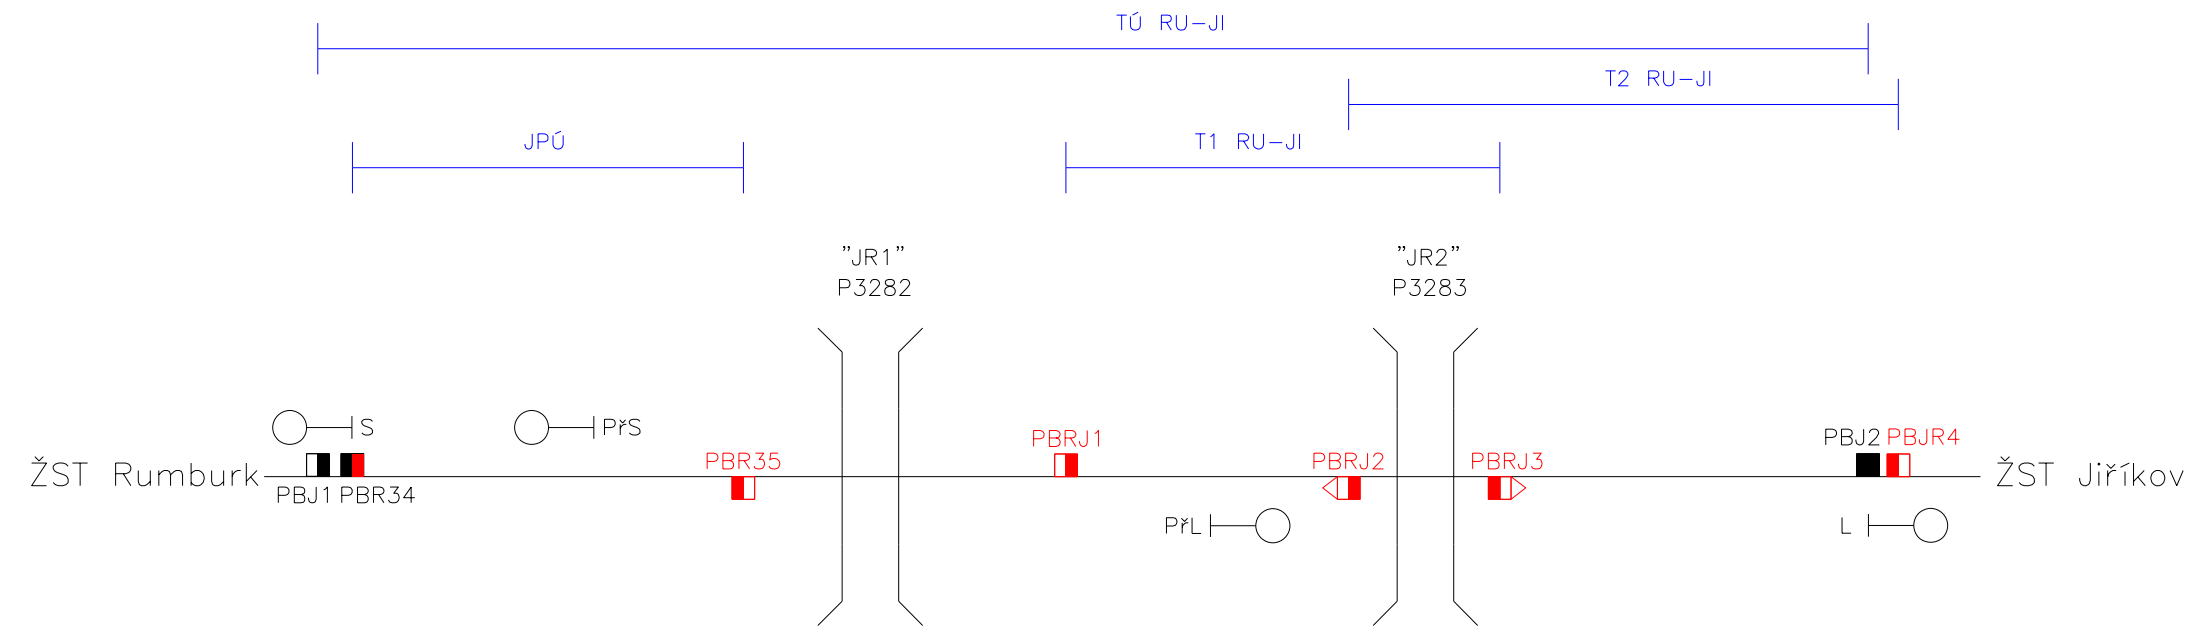 TÚ RU-JI
T2 RU-JI
JPÚ
T1 RU-JI
"JR1"
P3282
"JR2"
P3283
S
PřS
PBRJ1
PBJ2 PBJR4
PBR35
PBRJ2
PBRJ3
ŽST Rumburk
ŽST Jiříkov
PBJ1 PBR34
PřL
L